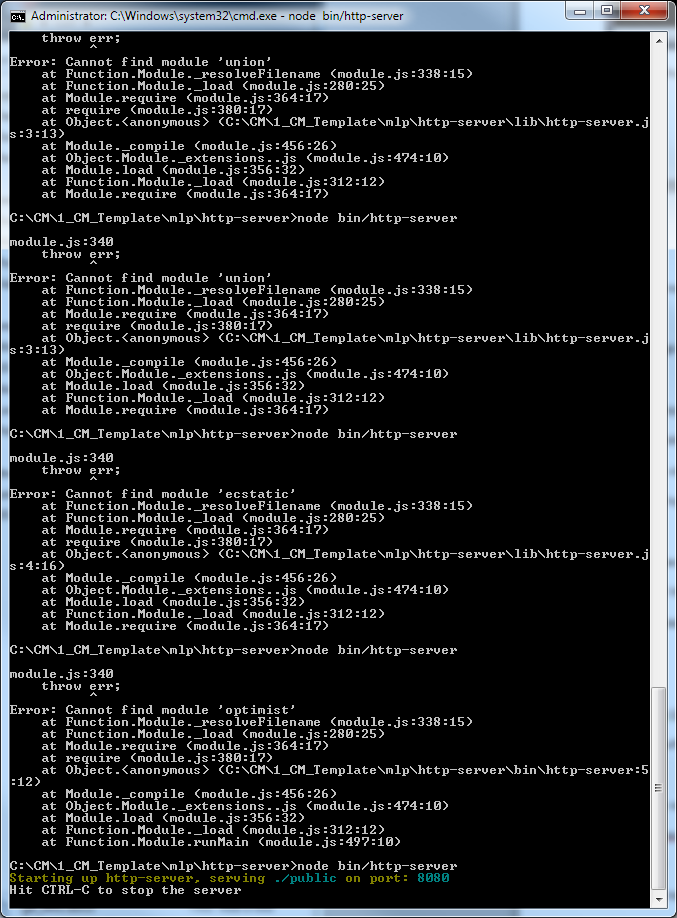 Administrator: C:\Windows\system32\cmd.exe - node  bin/http-server
    throw err;
          ^
Error: Cannot find module 'union'
    at Function.Module._resolveFilename (module.js:338:15)
    at Function.Module._load (module.js:280:25)
    at Module.require (module.js:364:17)
    at require (module.js:380:17)
    at Object.<anonymous> (C:\CM\1_CM_Template\mlp\http-server\lib\http-server.j
s:3:13)
    at Module._compile (module.js:456:26)
    at Object.Module._extensions..js (module.js:474:10)
    at Module.load (module.js:356:32)
    at Function.Module._load (module.js:312:12)
    at Module.require (module.js:364:17)
C:\CM\1_CM_Template\mlp\http-server>node bin/http-server
module.js:340
    throw err;
          ^
Error: Cannot find module 'union'
    at Function.Module._resolveFilename (module.js:338:15)
    at Function.Module._load (module.js:280:25)
    at Module.require (module.js:364:17)
    at require (module.js:380:17)
    at Object.<anonymous> (C:\CM\1_CM_Template\mlp\http-server\lib\http-server.j
s:3:13)
    at Module._compile (module.js:456:26)
    at Object.Module._extensions..js (module.js:474:10)
    at Module.load (module.js:356:32)
    at Function.Module._load (module.js:312:12)
    at Module.require (module.js:364:17)
C:\CM\1_CM_Template\mlp\http-server>node bin/http-server
module.js:340
    throw err;
          ^
Error: Cannot find module 'ecstatic'
    at Function.Module._resolveFilename (module.js:338:15)
    at Function.Module._load (module.js:280:25)
    at Module.require (module.js:364:17)
    at require (module.js:380:17)
    at Object.<anonymous> (C:\CM\1_CM_Template\mlp\http-server\lib\http-server.j
s:4:16)
    at Module._compile (module.js:456:26)
    at Object.Module._extensions..js (module.js:474:10)
    at Module.load (module.js:356:32)
    at Function.Module._load (module.js:312:12)
    at Module.require (module.js:364:17)
C:\CM\1_CM_Template\mlp\http-server>node bin/http-server
module.js:340
    throw err;
          ^
Error: Cannot find module 'optimist'
    at Function.Module._resolveFilename (module.js:338:15)
    at Function.Module._load (module.js:280:25)
    at Module.require (module.js:364:17)
    at require (module.js:380:17)
    at Object.<anonymous> (C:\CM\1_CM_Template\mlp\http-server\bin\http-server:5
:12)
    at Module._compile (module.js:456:26)
    at Object.Module._extensions..js (module.js:474:10)
    at Module.load (module.js:356:32)
    at Function.Module._load (module.js:312:12)
    at Function.Module.runMain (module.js:497:10)
C:\CM\1_CM_Template\mlp\http-server>node bin/http-server
Starting up http-server, serving ./public on port: 8080
Hit CTRL-C to stop the server